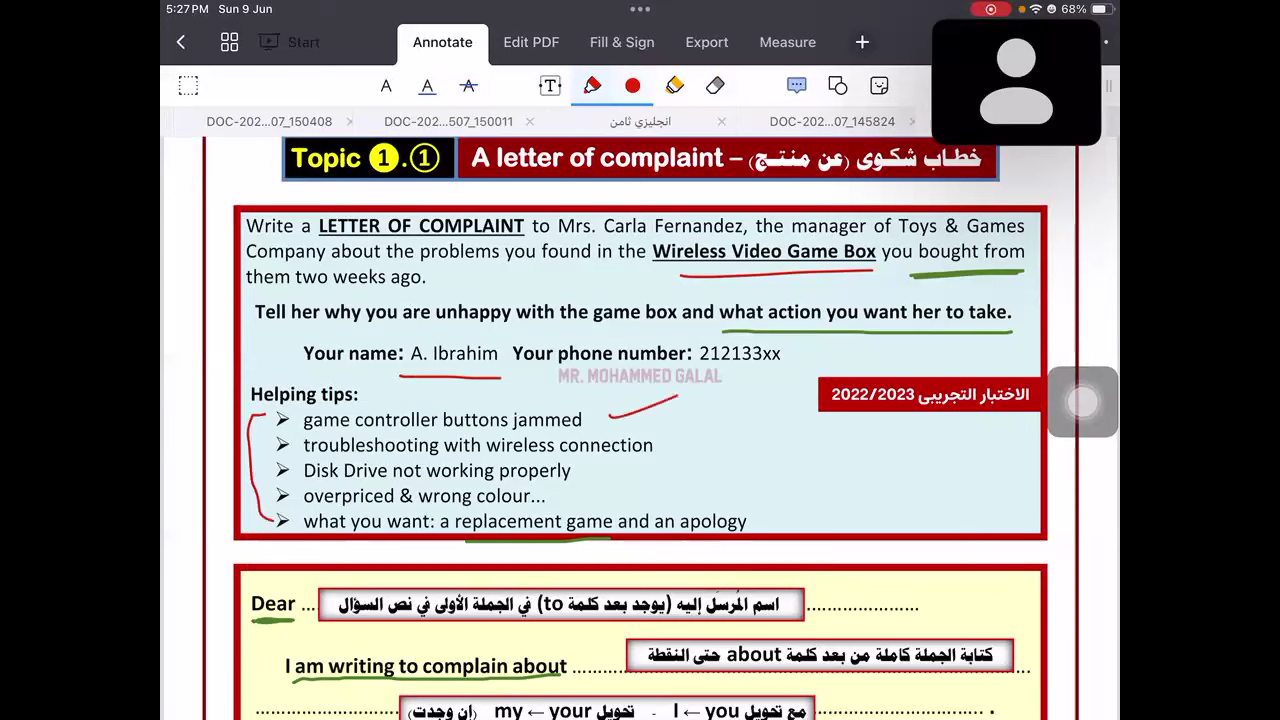 5:27PM Sun 9 Jun
68%
Start
Annotate
Edit PDF
Fill & Sign
Export
Measure
A A A T
DOC-202...07_150408
DOC-202...507_150011
انجليزي ثامن
DOC-202...07_145824
Topic 1.① A letter of complaint – خطاب شكوى (عن منتج)
Write a LETTER OF COMPLAINT to Mrs. Carla Fernandez, the manager of Toys & Games
Company about the problems you found in the Wireless Video Game Box you bought from
them two weeks ago.
Tell her why you are unhappy with the game box and what action you want her to take.
Your name: A. Ibrahim Your phone number: 212133xx
MR. MOHAMMED GALAL
Helping tips:
الاختبار التجريبى 2022/2023
➢ game controller buttons jammed
➢ troubleshooting with wireless connection
➢ Disk Drive not working properly
➢ overpriced & wrong colour...
➢ what you want: a replacement game and an apology
Dear ... اسم المُرسَل إليه (يوجد بعد كلمة to) في الجملة الأولى في نص السؤال ....................
I am writing to complain about .......... كتابة الجملة كاملة من بعد كلمة about حتى النقطة ...
.......................... مع تحويل I ← you - تحويل my ← your (إن وجدت) .............................. .